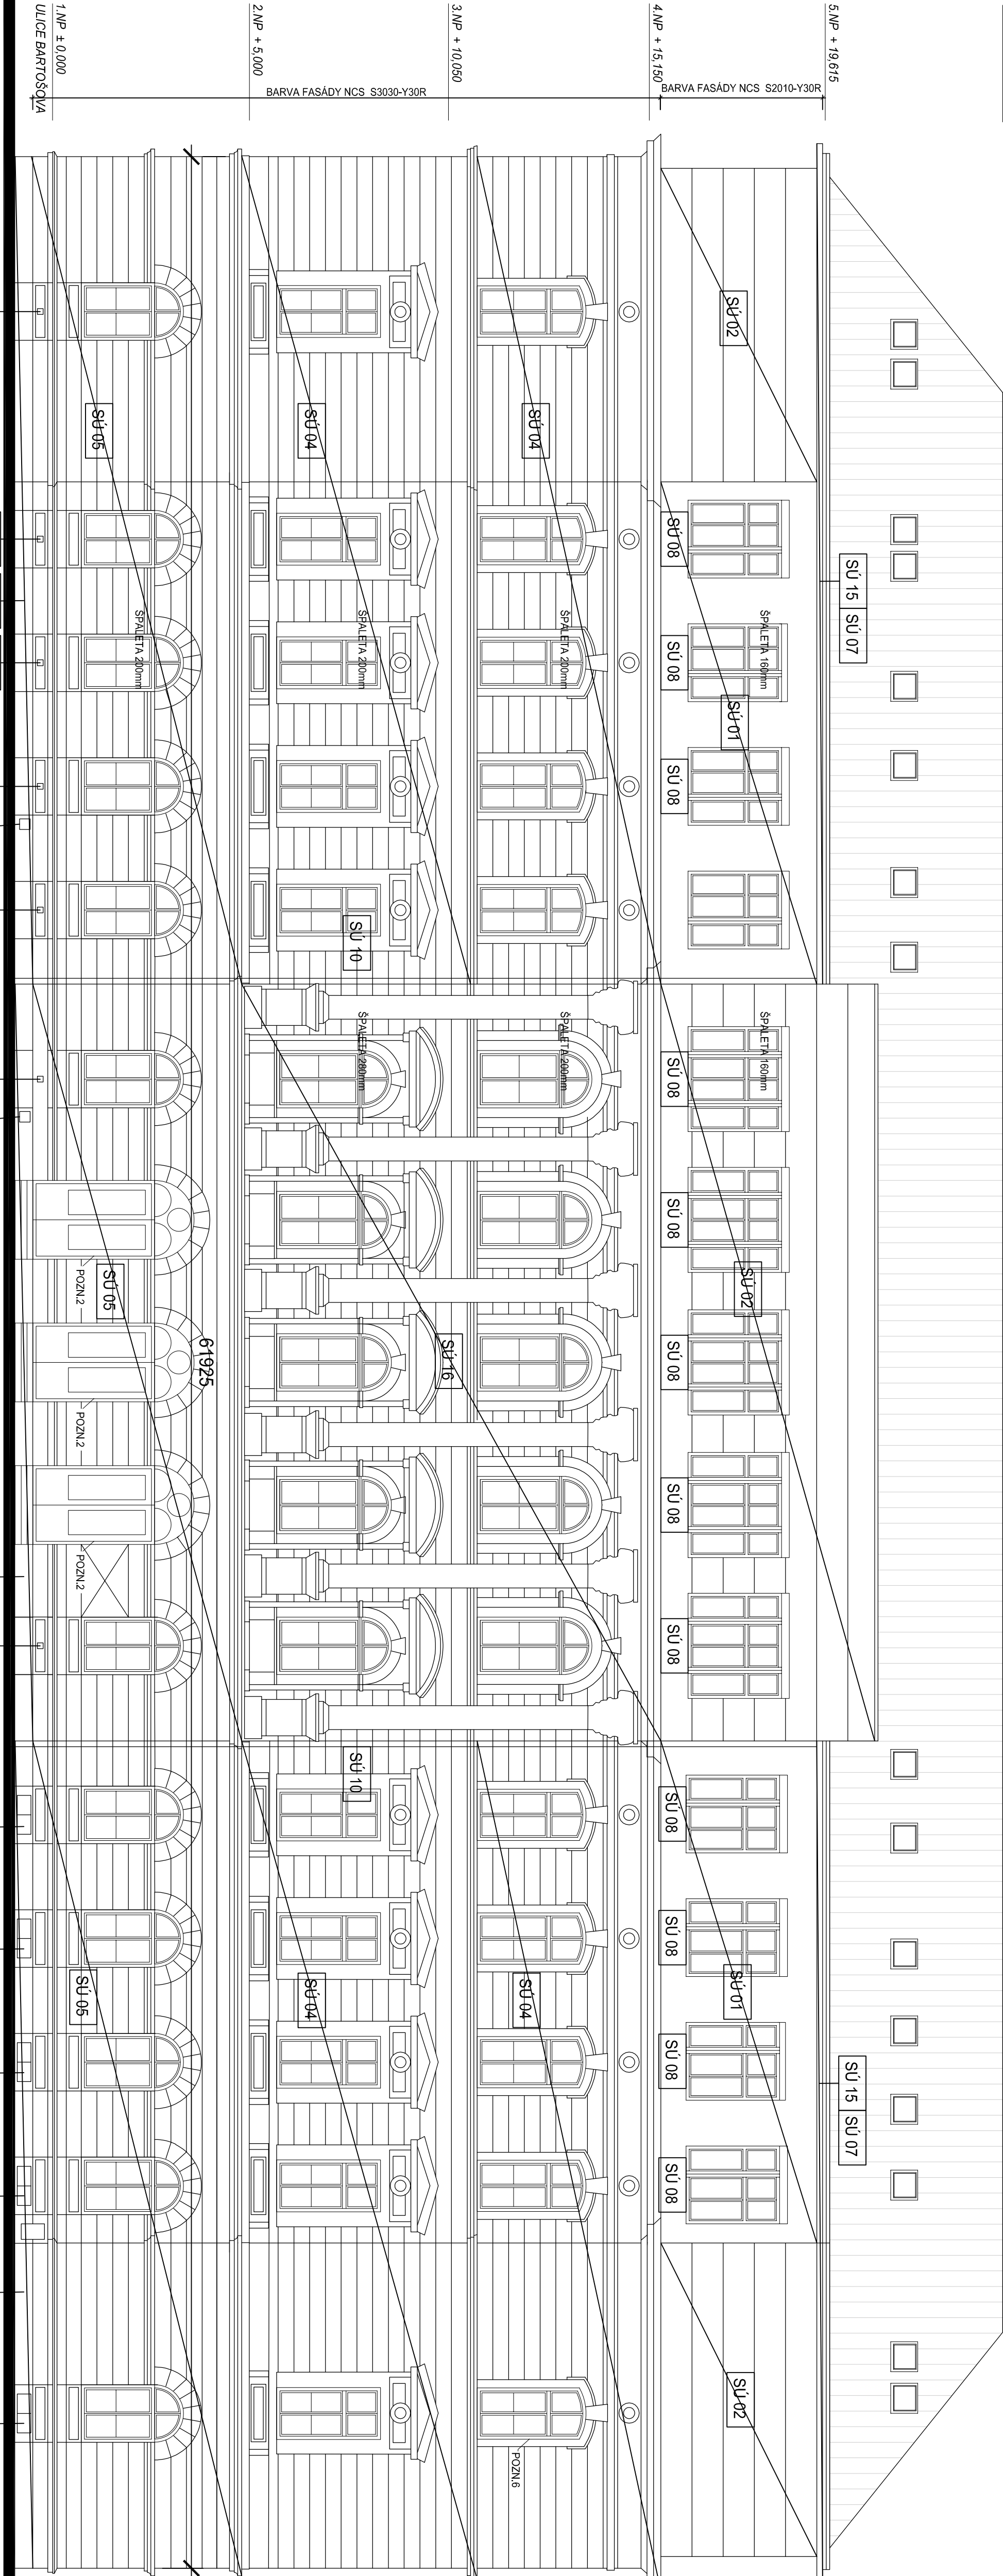 5.NP + 19,615
4.NP + 15,150
3.NP + 10,050
2.NP + 5,000
1.NP ± 0,000
ULICE BARTOŠOVA
BARVA FASÁDY NCS S2010-Y30R
BARVA FASÁDY NCS S3030-Y30R
SÚ 15 SÚ 07
SÚ 15 SÚ 07
SÚ 02
SÚ 01
SÚ 02
SÚ 01
SÚ 02
ŠPALETA 160mm
ŠPALETA 160mm
SÚ 08
SÚ 08
SÚ 08
SÚ 08
SÚ 08
SÚ 08
SÚ 08
SÚ 08
SÚ 08
SÚ 08
SÚ 08
SÚ 08
SÚ 04
ŠPALETA 200mm
ŠPALETA 200mm
SÚ 04
POZN.6
SÚ 16
SÚ 04
ŠPALETA 200mm
SÚ 10
ŠPALETA 280mm
SÚ 10
SÚ 04
61925
SÚ 05
ŠPALETA 200mm
SÚ 05
SÚ 05
POZN.2
POZN.2
POZN.2